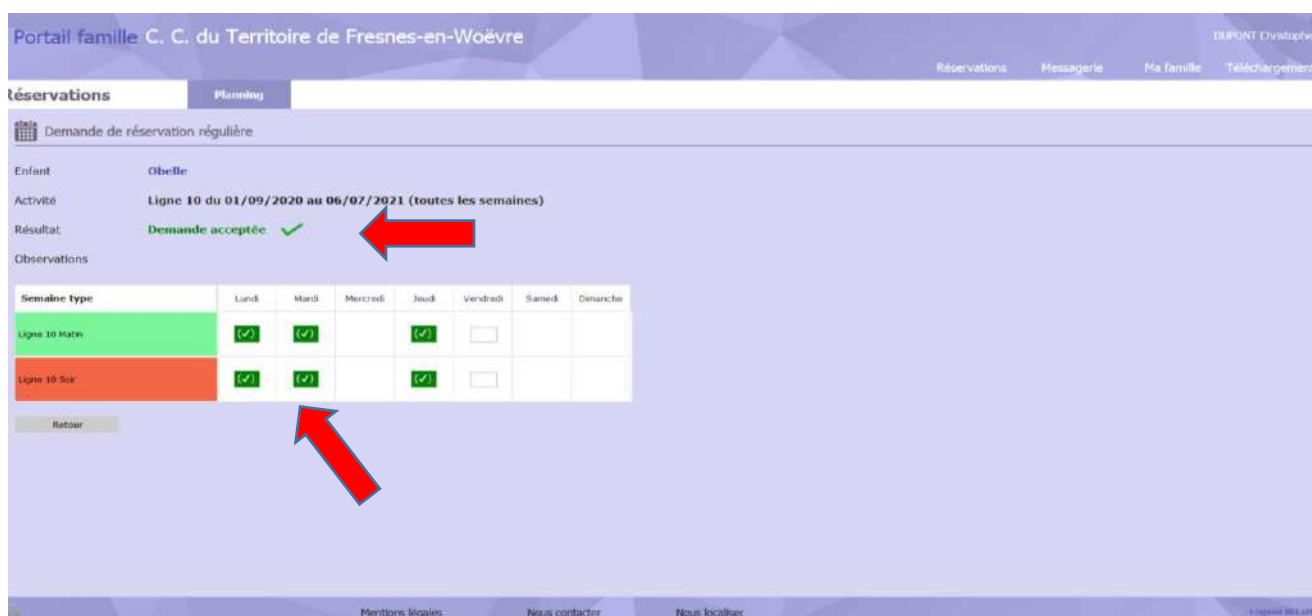 Portail famille C. C. du Territoire de Fresnes-en-Woëvre
DUPONT Christophe
Réservations Messagerie Ma famille Téléchargement
Réservations Planning
Demande de réservation régulière
Enfant Obelle
Activité Ligne 10 du 01/09/2020 au 06/07/2021 (toutes les semaines)
Résultat Demande acceptée
Observations
Semaine type Lundi Mardi Mercredi Jeudi Vendredi Samedi Dimanche
Ligne 10 Matin (✓) (✓) (✓)
Ligne 10 Soir (✓) (✓) (✓)
Retour
Mentions légales Nous contacter Nous localiser